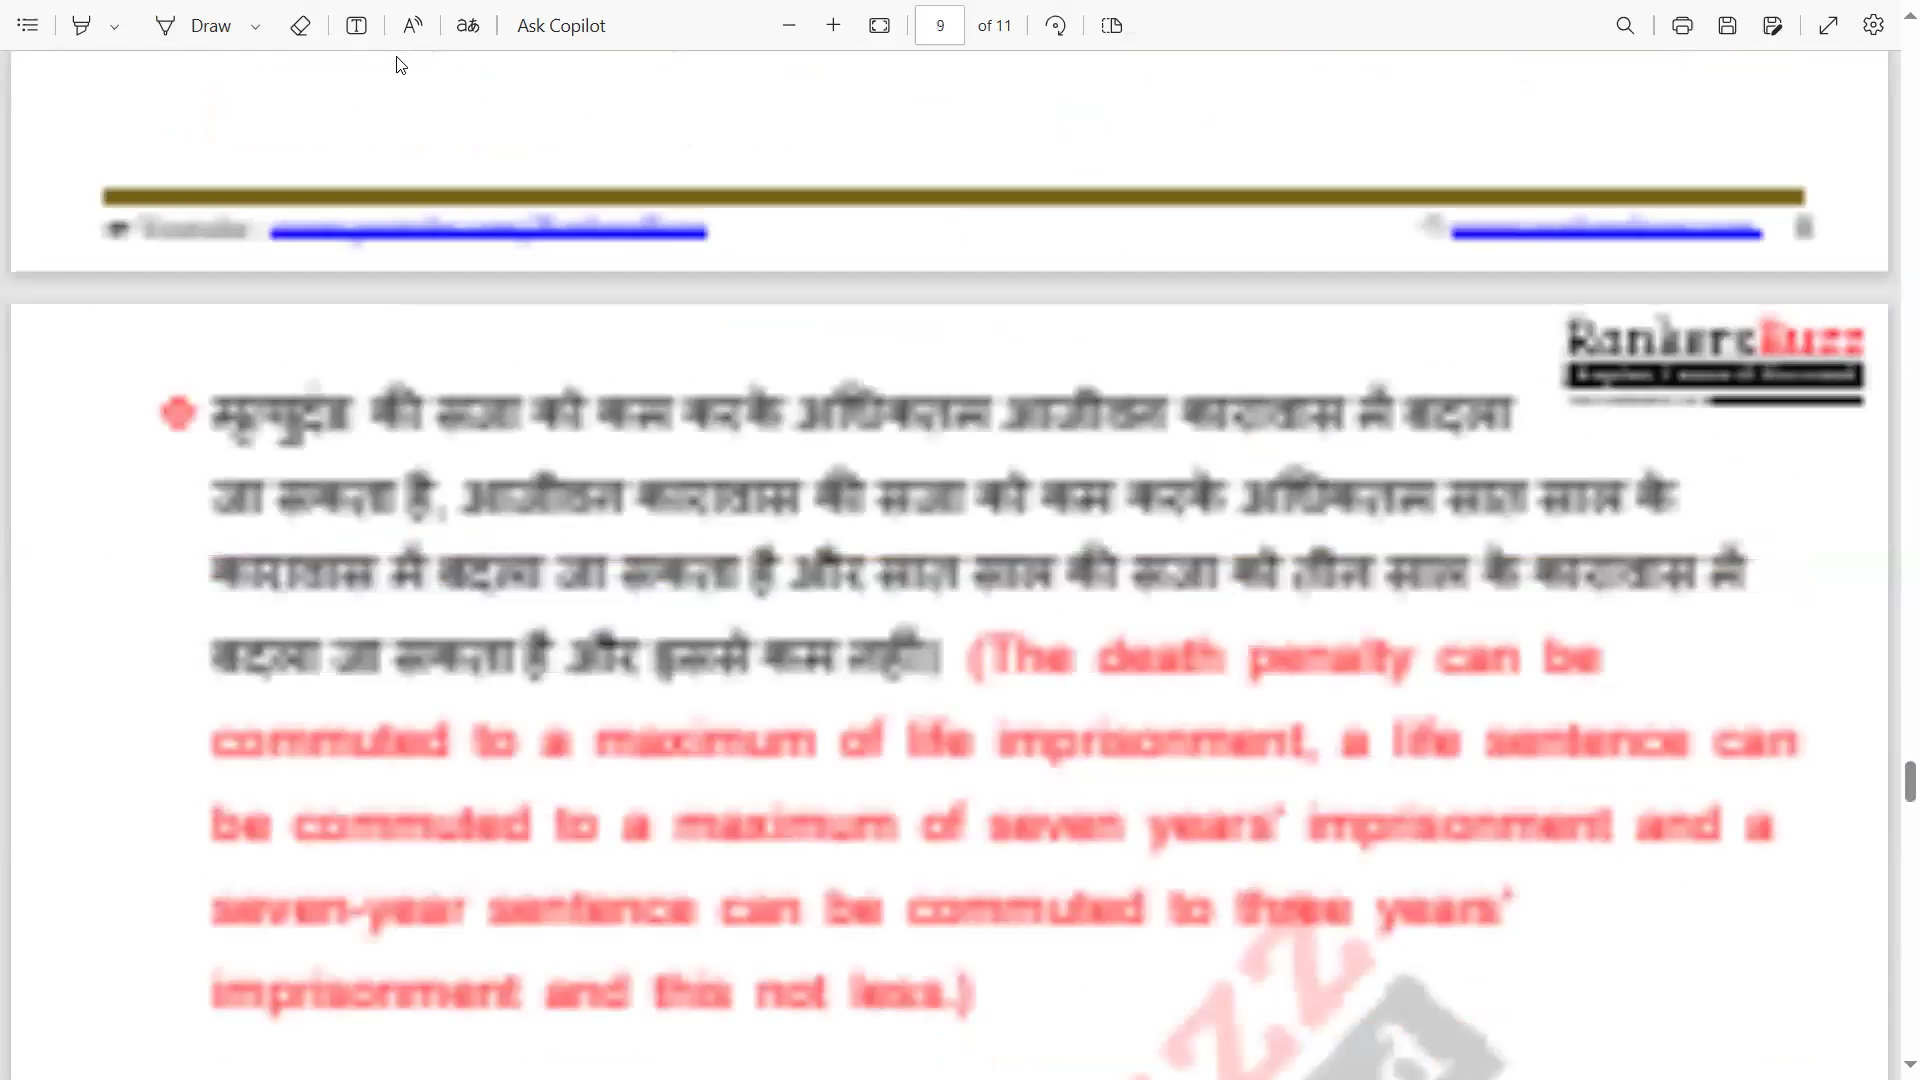 Draw
Ask Copilot
9 of 11
Youtube:
8
RankersBuzz
मृत्युदंड की सजा को कम करके अधिकतम आजीवन कारावास में बदला
जा सकता है, आजीवन कारावास की सजा को कम करके अधिकतम सात साल के
कारावास में बदला जा सकता है और सात साल की सजा को तीन साल के कारावास में
बदला जा सकता है और इससे कम नहीं। (The death penalty can be
commuted to a maximum of life imprisonment, a life sentence can
be commuted to a maximum of seven years' imprisonment and a
seven-year sentence can be commuted to three years'
imprisonment and this not less.)